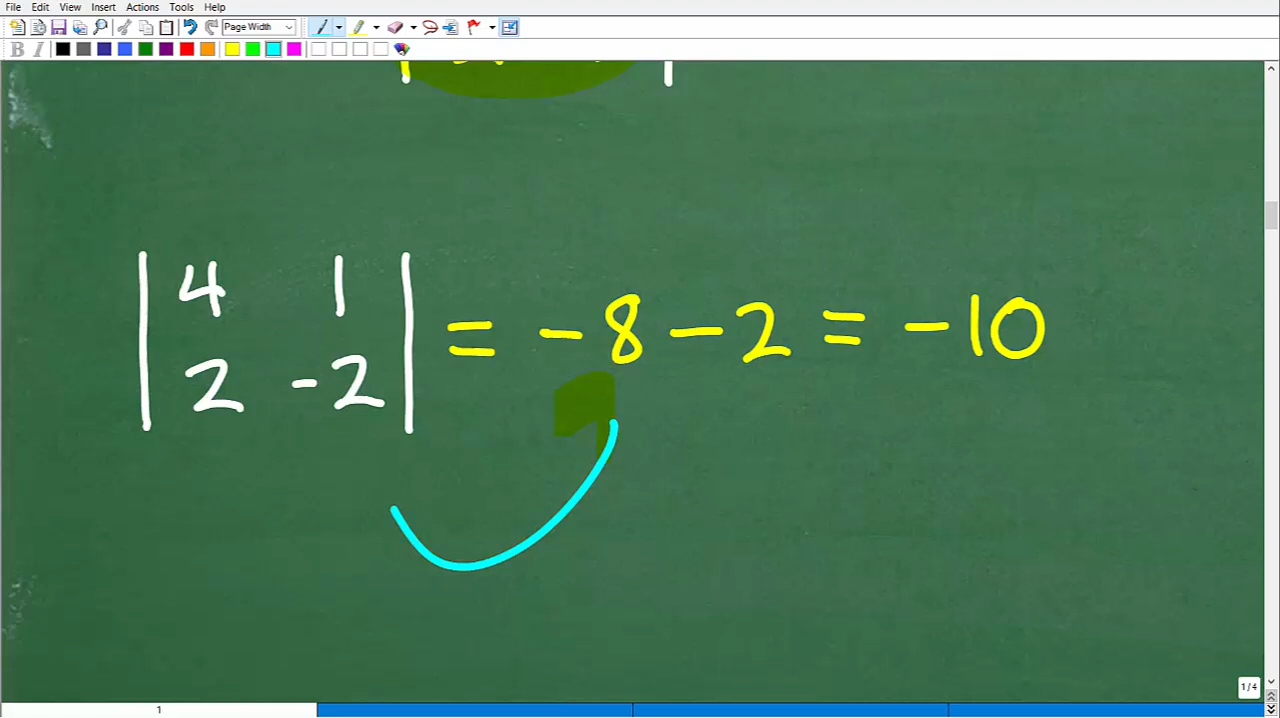 File Edit View Insert Actions Tools Help
Page Width
B I
4 1
2 -2
= - 8 - 2 = - 10
1/4
1